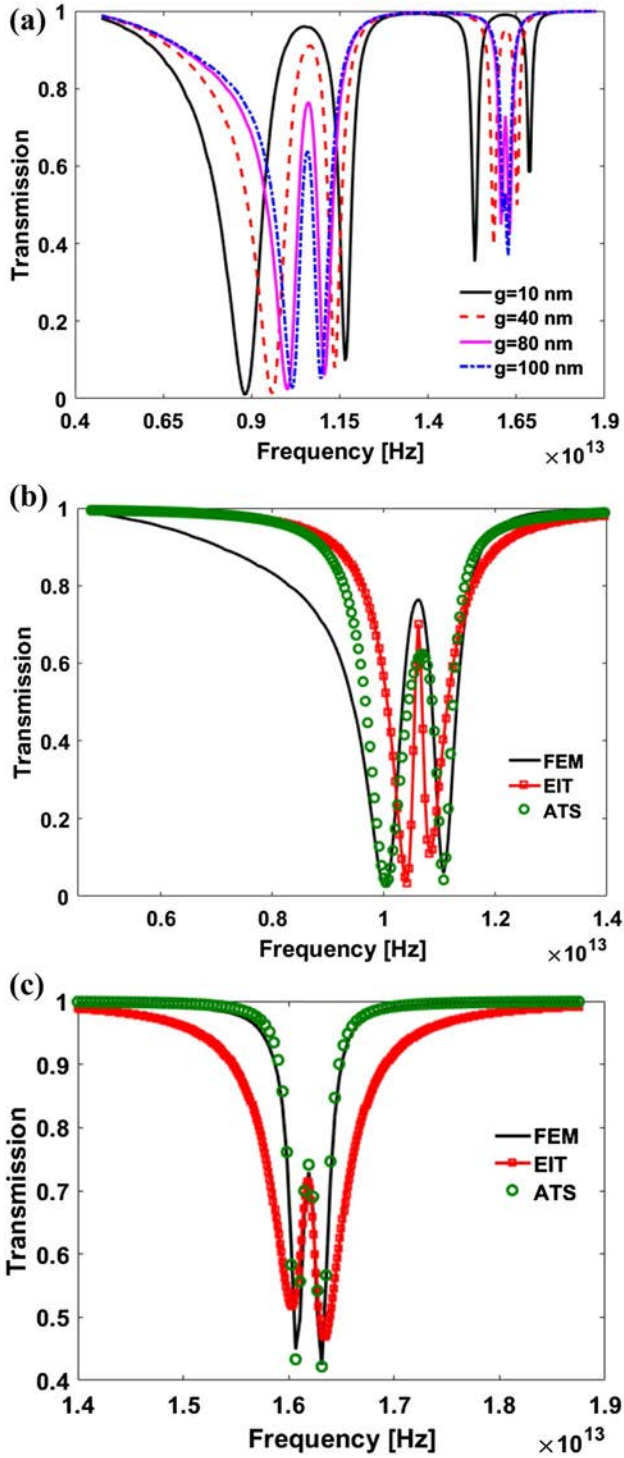 (a)
1
0.8
0.6
0.4
0.2
0
Transmission
g=10 nm
g=40 nm
g=80 nm
g=100 nm
0.4 0.65 0.9 1.15 1.4 1.65 1.9
Frequency [Hz] ×10¹³
(b)
1
0.8
0.6
0.4
0.2
0
Transmission
FEM
EIT
ATS
0.6 0.8 1 1.2 1.4
Frequency [Hz] ×10¹³
(c)
1
0.9
0.8
0.7
0.6
0.5
0.4
Transmission
FEM
EIT
ATS
1.4 1.5 1.6 1.7 1.8 1.9
Frequency [Hz] ×10¹³